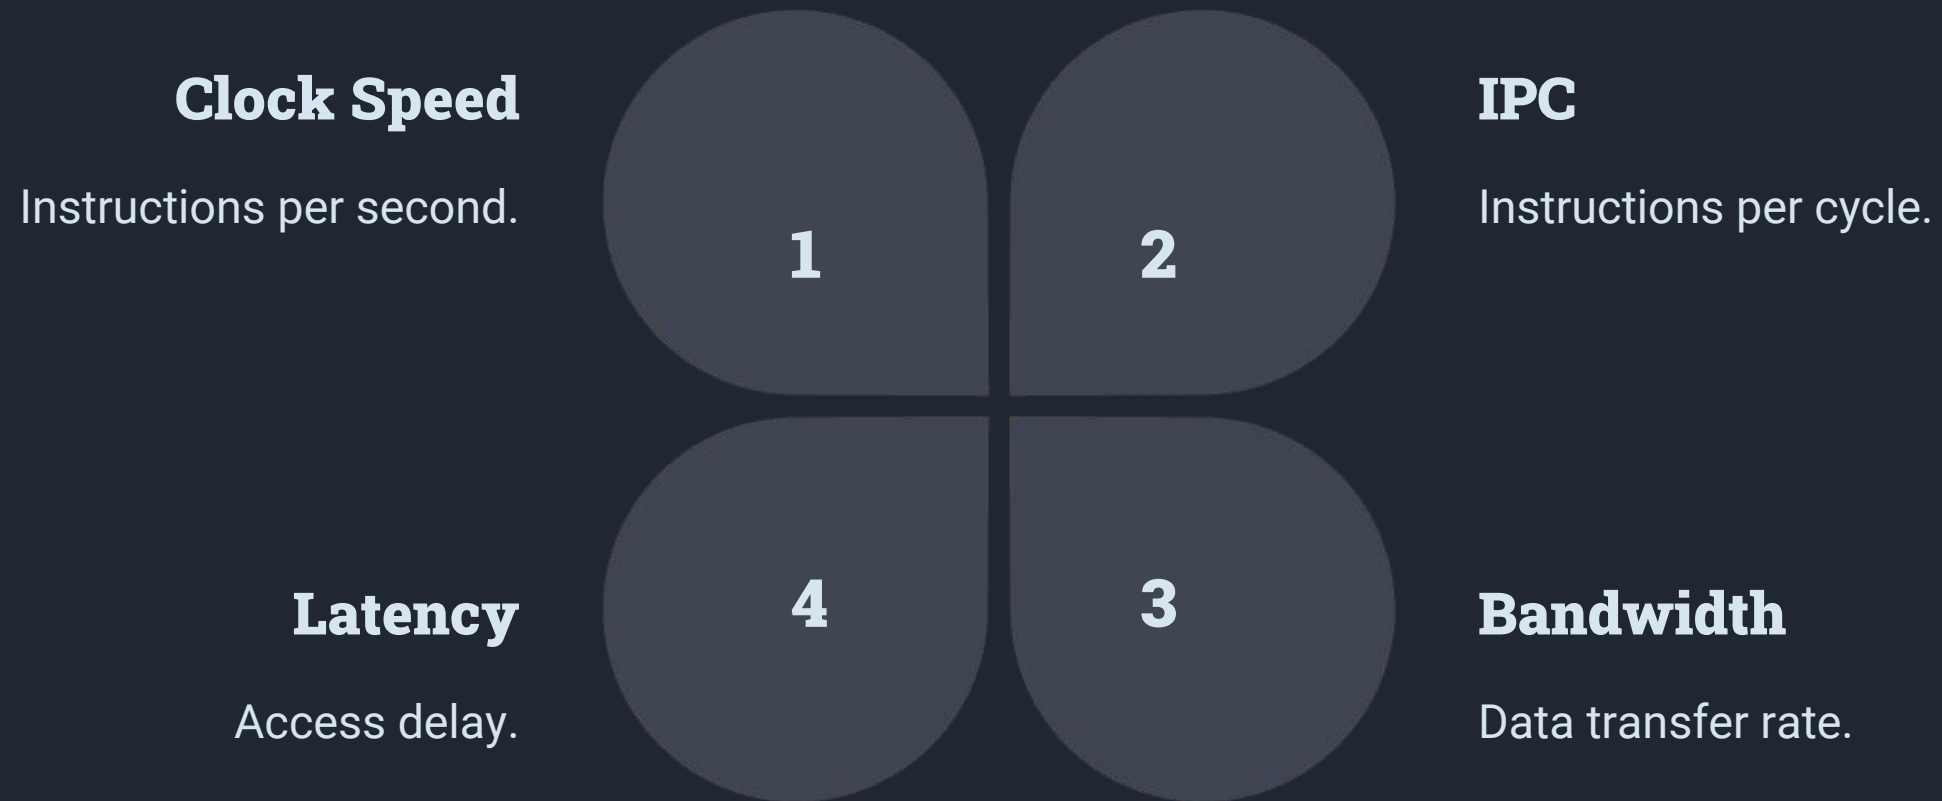 Clock Speed
Instructions per second.
1
2
IPC
Instructions per cycle.
Latency
Access delay.
4
3
Bandwidth
Data transfer rate.